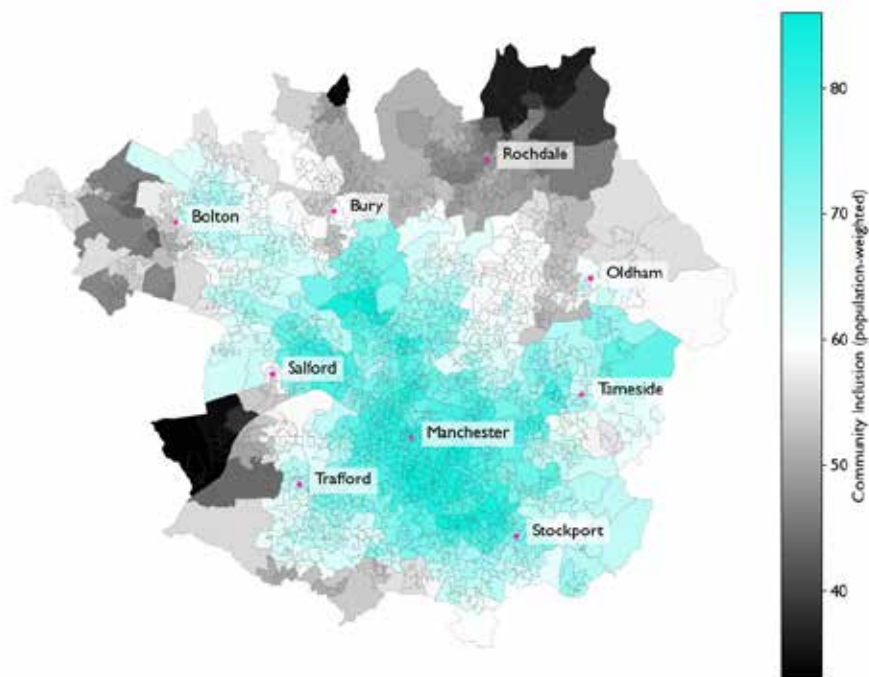 Rochdale
Bury
Bolton
Oldham
Salford
Tameside
Manchester
Trafford
Stockport
80
70
60
50
40
Community inclusion (population-weighted)